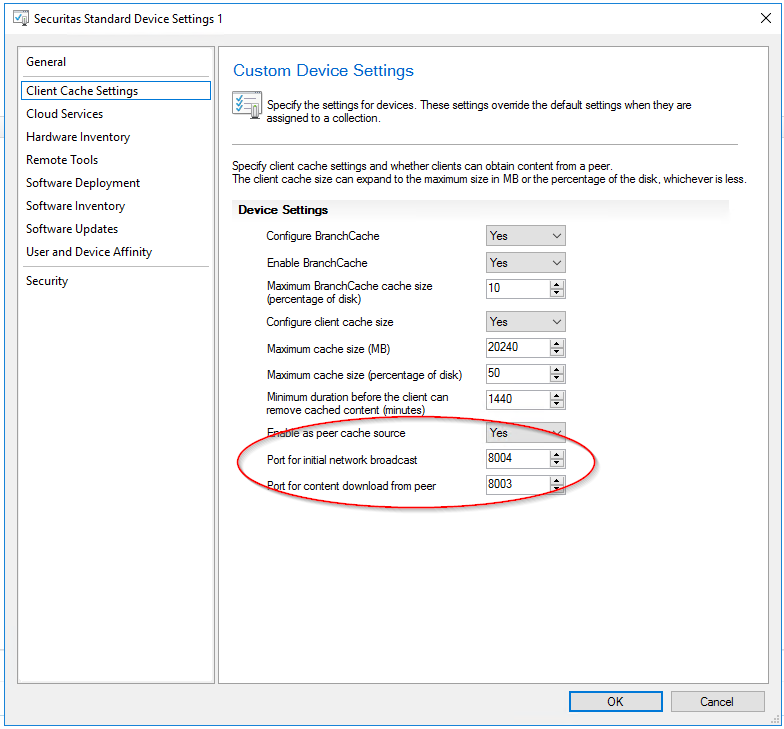 Securitas Standard Device Settings 1
General
Client Cache Settings
Cloud Services
Hardware Inventory
Remote Tools
Software Deployment
Software Inventory
Software Updates
User and Device Affinity
Security
Custom Device Settings
Specify the settings for devices. These settings override the default settings when they are
assigned to a collection.
Specify client cache settings and whether clients can obtain content from a peer.
The client cache size can expand to the maximum size in MB or the percentage of the disk, whichever is less.
Device Settings
Configure BranchCache Yes
Enable BranchCache Yes
Maximum BranchCache cache size 10
(percentage of disk)
Configure client cache size Yes
Maximum cache size (MB) 20240
Maximum cache size (percentage of disk) 50
Minimum duration before the client can 1440
remove cached content (minutes)
Enable as peer cache source Yes
Port for initial network broadcast 8004
Port for content download from peer 8003
OK Cancel